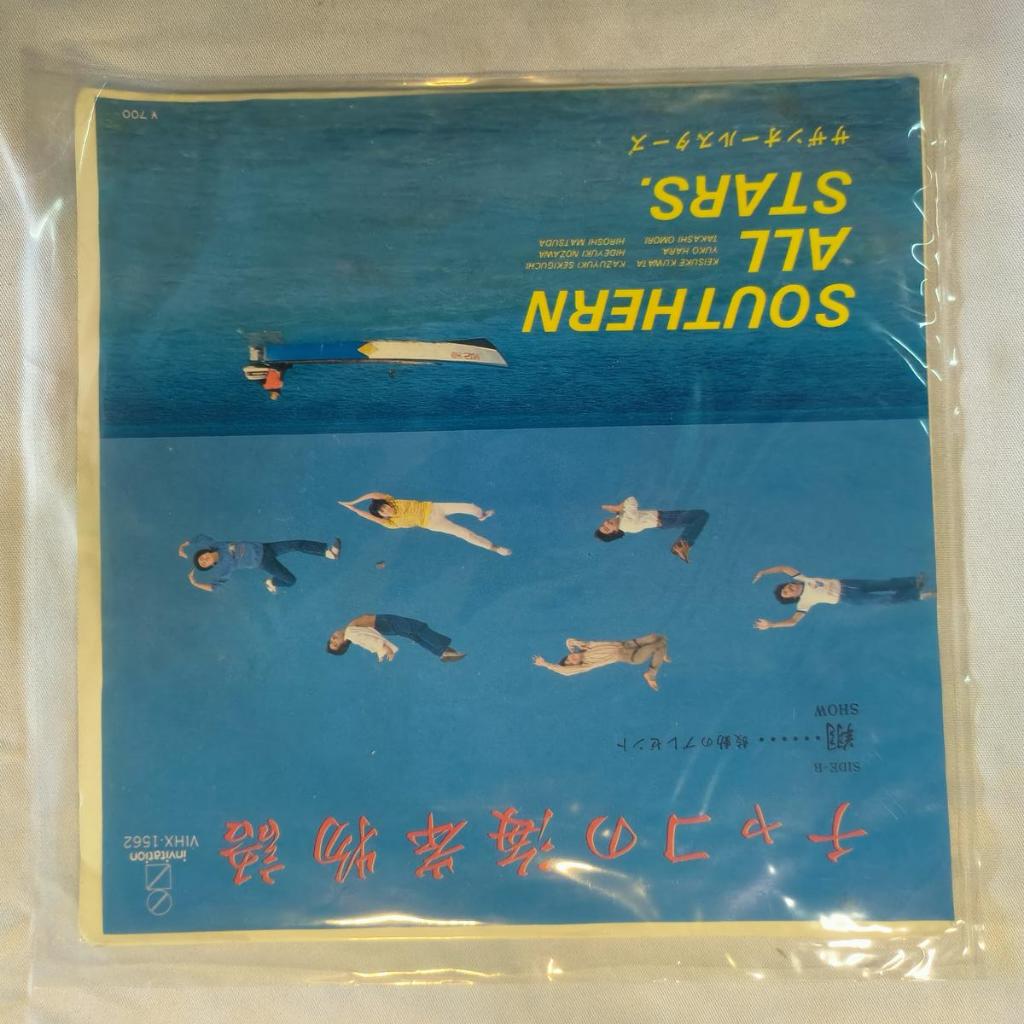 invitation
VIHX-1562
チャコの海岸物語
SIDE-B
翔・・・・・・鼓動のプレゼント
SHOW
SOUTHERN
KEISUKE KUWATA KAZUYUKI SEKIGUCHI
YUKO HARA HIDEYUKI NOZAWA
TAKASHI OMORI HIROSHI MATSUDA
ALL
STARS.
サザンオールスターズ
¥700